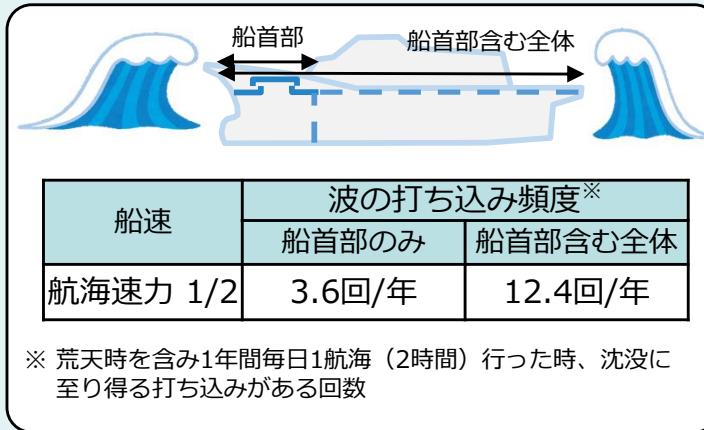 船首部
船首部含む全体
船速
波の打ち込み頻度※
船首部のみ
船首部含む全体
航海速力 1/2
3.6回/年
12.4回/年
※ 荒天時を含み1年間毎日1航海（2時間）行った時、沈没に
至り得る打ち込みがある回数